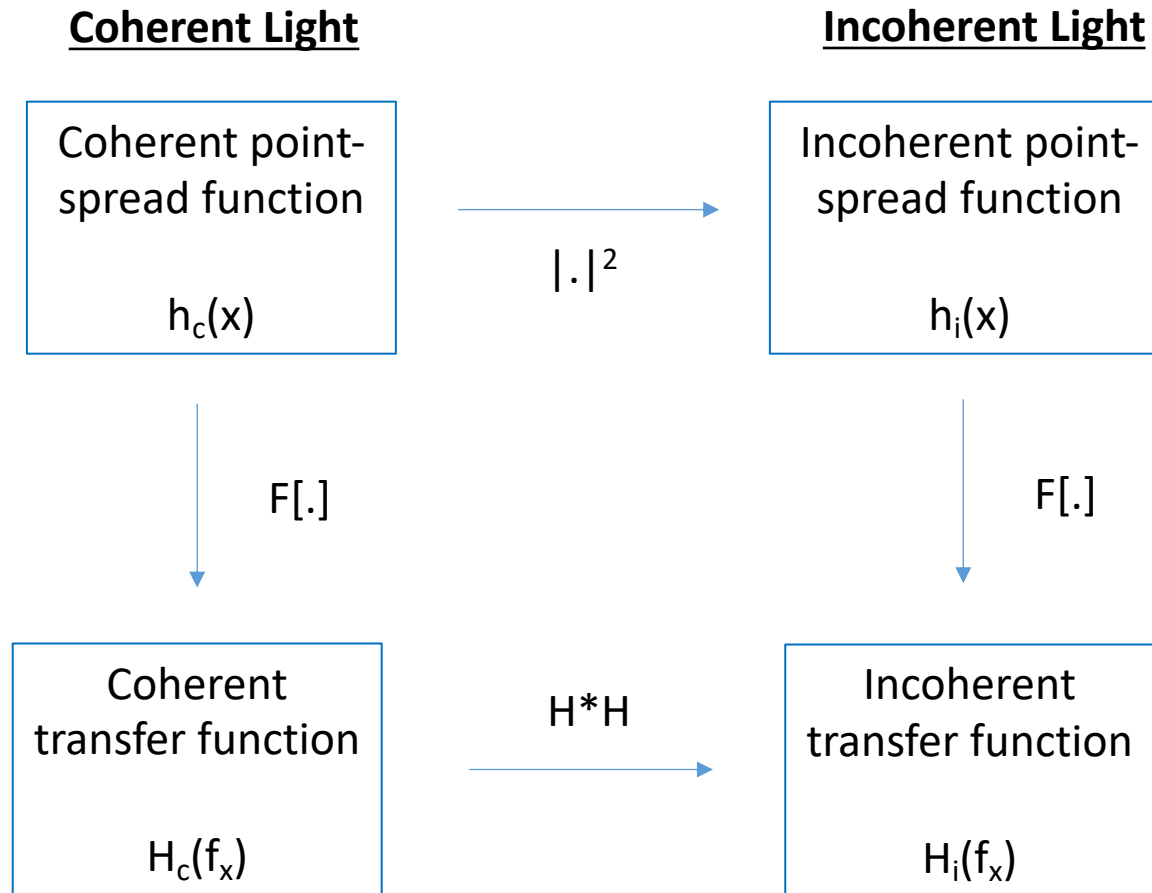 Coherent Light
Incoherent Light
Coherent point-
spread function
h_c(x)
|.|²
Incoherent point-
spread function
h_i(x)
F[.]
F[.]
Coherent
transfer function
H_c(f_x)
H*H
Incoherent
transfer function
H_i(f_x)